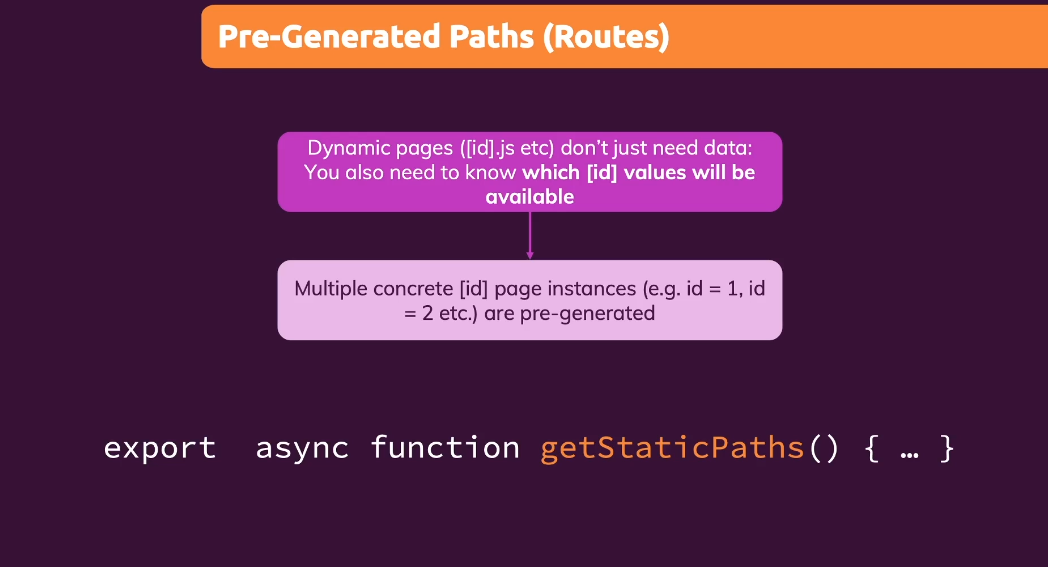 Pre-Generated Paths (Routes)
Dynamic pages ([id].js etc) don’t just need data:
You also need to know which [id] values will be
available
Multiple concrete [id] page instances (e.g. id = 1, id
= 2 etc.) are pre-generated
export  async function getStaticPaths() { … }